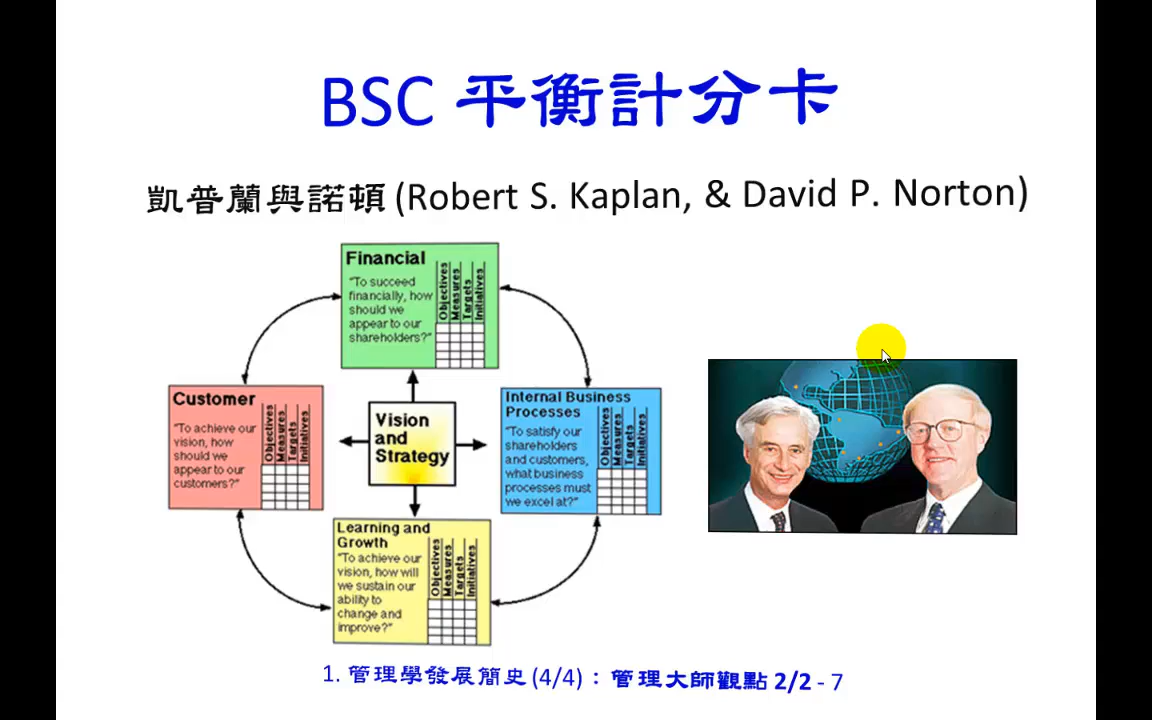 BSC 平衡計分卡
凱普蘭與諾頓 (Robert S. Kaplan, & David P. Norton)
Financial
"To succeed
financially, how
should we
appear to our
shareholders?"
Objectives
Measures
Targets
Initiatives
Customer
"To achieve our
vision, how
should we
appear to our
customers?"
Objectives
Measures
Targets
Initiatives
Vision
and
Strategy
Internal Business
Processes
"To satisfy our
shareholders
and customers,
what business
processes must
we excel at?"
Objectives
Measures
Targets
Initiatives
Learning and
Growth
"To achieve our
vision, how will
we sustain our
ability to
change and
improve?"
Objectives
Measures
Targets
Initiatives
1. 管理學發展簡史 (4/4)：管理大師觀點 2/2 - 7